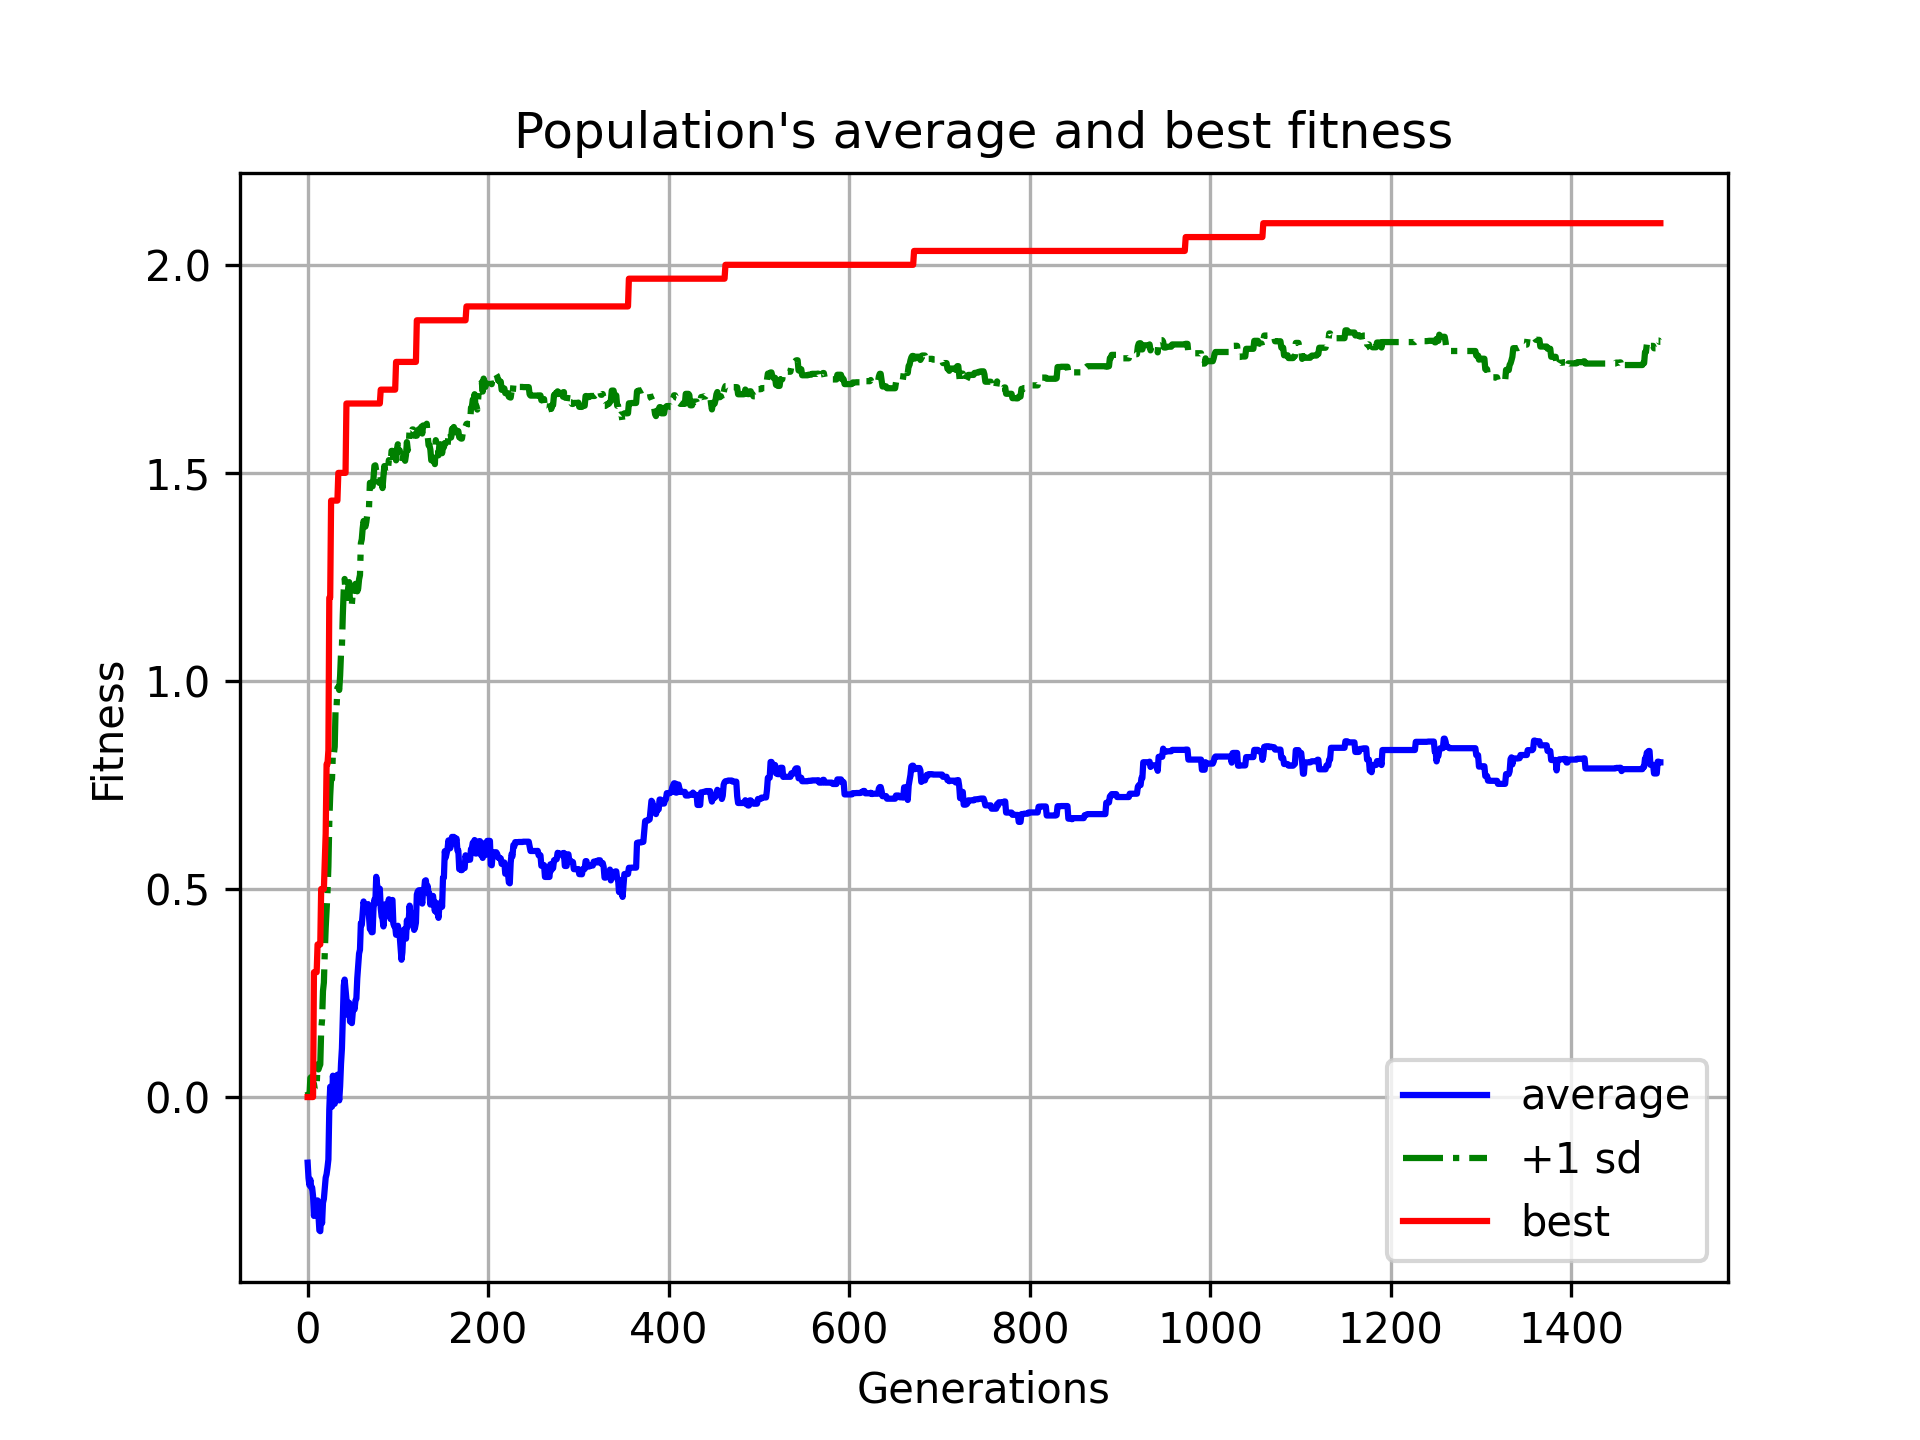 Population's average and best fitness
Fitness
2.0
1.5
1.0
0.5
0.0
0 200 400 600 800 1000 1200 1400
Generations
average
+1 sd
best